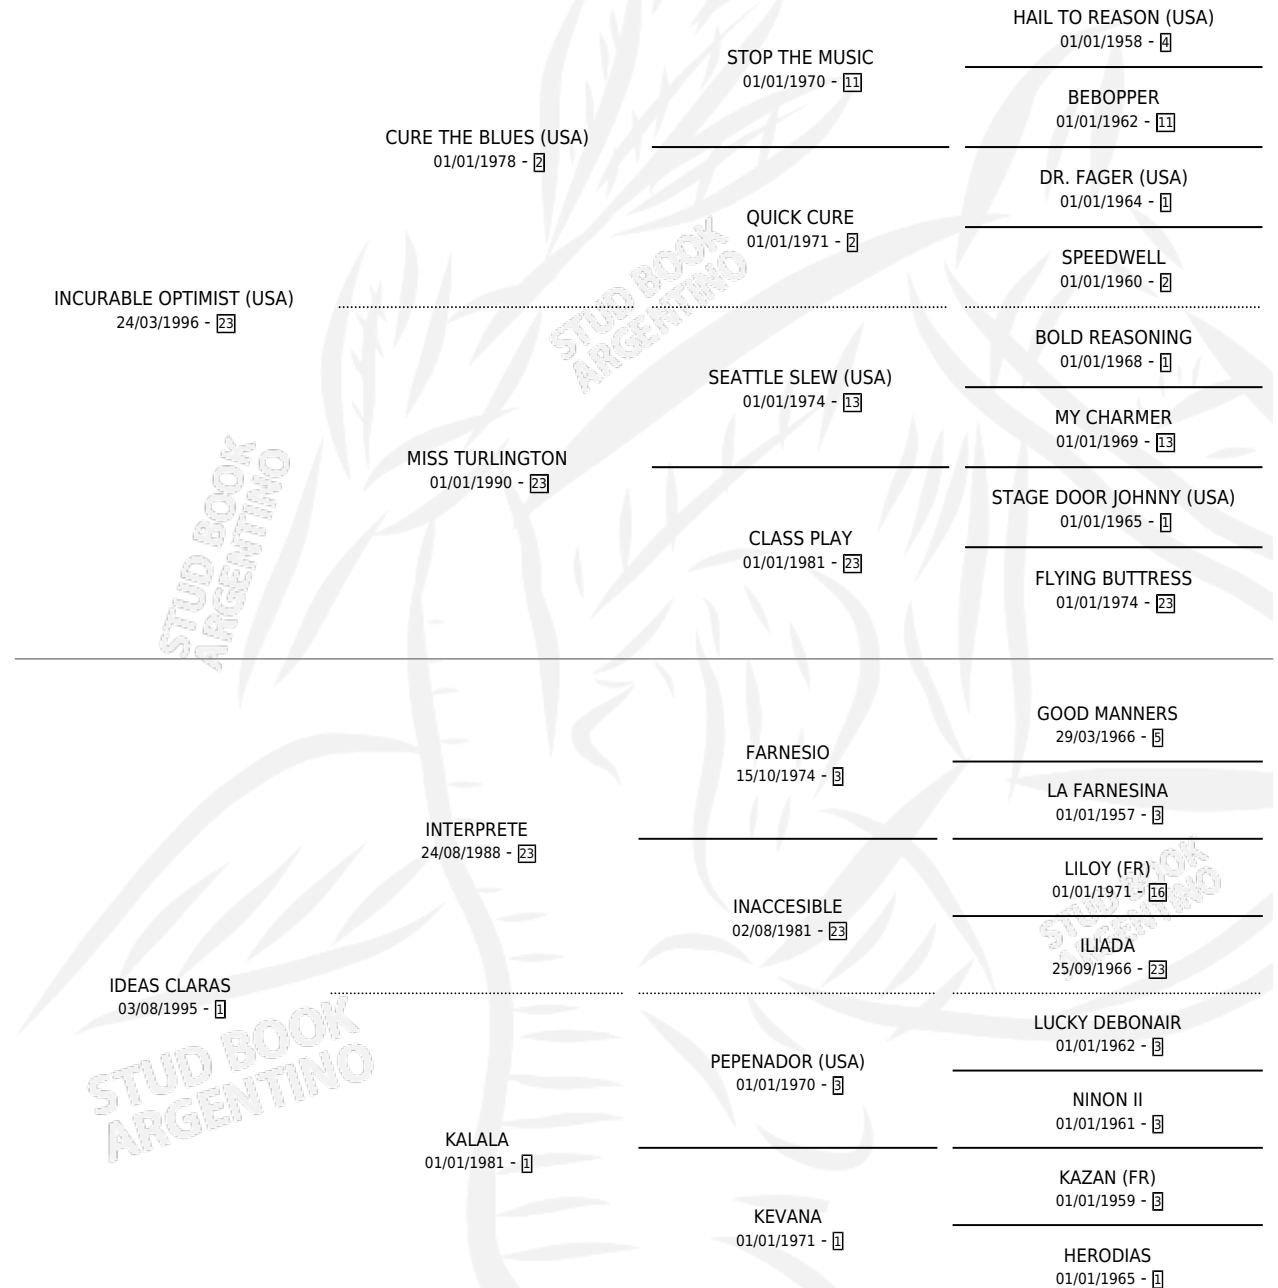 HAIL TO REASON (USA)
01/01/1958 - 4
STOP THE MUSIC
01/01/1970 - 11
BEBOPPER
01/01/1962 - 11
CURE THE BLUES (USA)
01/01/1978 - 2
DR. FAGER (USA)
01/01/1964 - 1
QUICK CURE
01/01/1971 - 2
SPEEDWELL
01/01/1960 - 2
INCURABLE OPTIMIST (USA)
24/03/1996 - 23
BOLD REASONING
01/01/1968 - 1
SEATTLE SLEW (USA)
01/01/1974 - 13
MY CHARMER
01/01/1969 - 13
MISS TURLINGTON
01/01/1990 - 23
STAGE DOOR JOHNNY (USA)
01/01/1965 - 1
CLASS PLAY
01/01/1981 - 23
FLYING BUTTRESS
01/01/1974 - 23
GOOD MANNERS
29/03/1966 - 5
FARNESIO
15/10/1974 - 3
LA FARNESINA
01/01/1957 - 3
INTERPRETE
24/08/1988 - 23
LILOY (FR)
01/01/1971 - 16
INACCESIBLE
02/08/1981 - 23
ILIADA
25/09/1966 - 23
IDEAS CLARAS
03/08/1995 - 1
LUCKY DEBONAIR
01/01/1962 - 3
PEPENADOR (USA)
01/01/1970 - 3
NINON II
01/01/1961 - 3
KALALA
01/01/1981 - 1
KAZAN (FR)
01/01/1959 - 3
KEVANA
01/01/1971 - 1
HERODIAS
01/01/1965 - 1
STUD BOOK
ARGENTINO
STUD BOOK
ARGENTINO
STUD BOOK
ARGENTINO
STUD BOOK
ARGENTINO